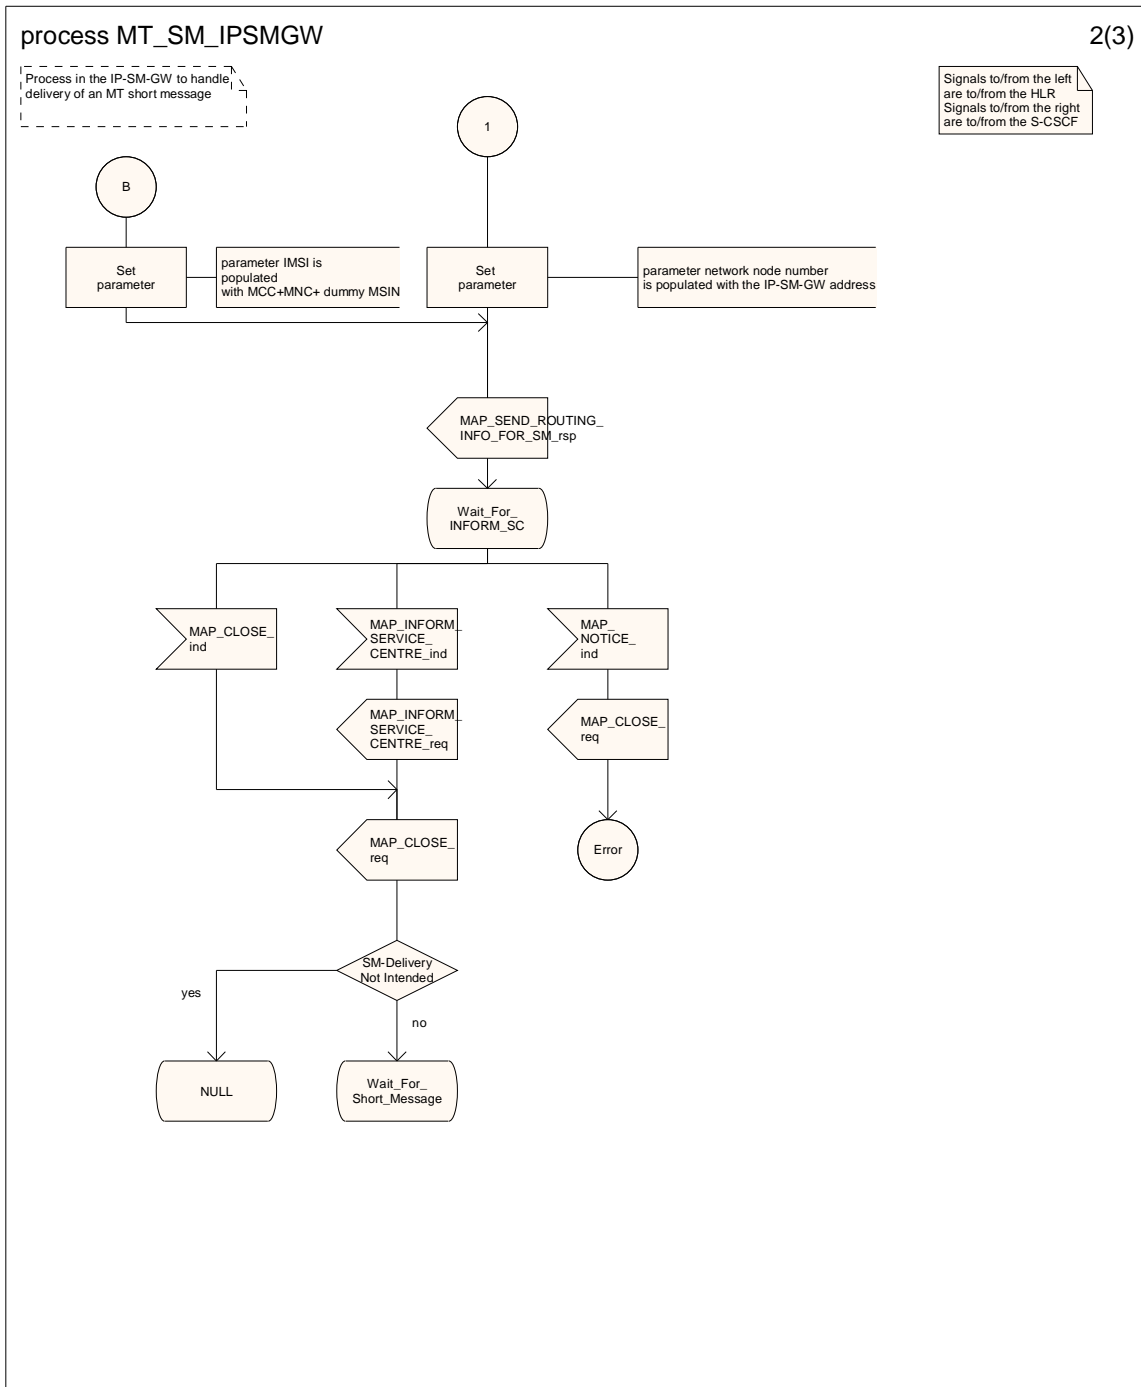 process MT_SM_IPSMGW
2(3)
Process in the IP-SM-GW to handle
delivery of an MT short message
Signals to/from the left
are to/from the HLR
Signals to/from the right
are to/from the S-CSCF
1
B
Set
parameter
parameter IMSI is
populated
with MCC+MNC+ dummy MSIN
Set
parameter
parameter network node number
is populated with the IP-SM-GW address
MAP_SEND_ROUTING_
INFO_FOR_SM_rsp
Wait_For_
INFORM_SC
MAP_CLOSE_
ind
MAP_INFORM_
SERVICE_
CENTRE_ind
MAP_
NOTICE_
ind
MAP_INFORM_
SERVICE_
CENTRE_req
MAP_CLOSE_
req
MAP_CLOSE_
req
Error
SM-Delivery
Not Intended
yes
no
NULL
Wait_For_
Short_Message